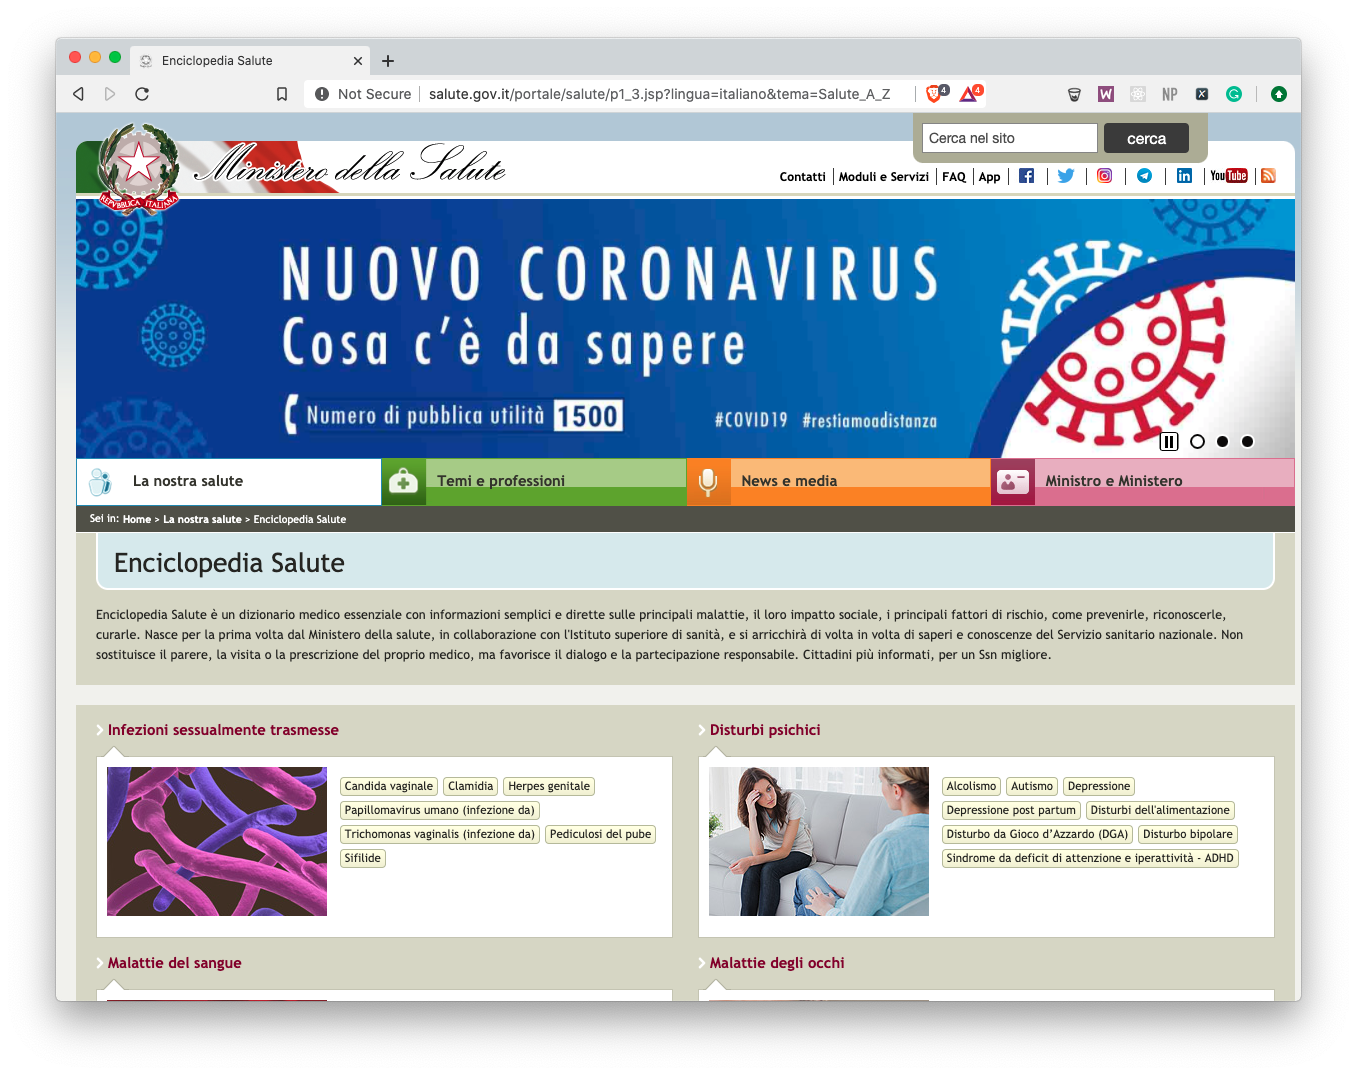 Enciclopedia Salute
Not Secure
salute.gov.it/portale/salute/p1_3.jsp?lingua=italiano&tema=Salute_A_Z
4
4
W
NP
X
G
Cerca nel sito
cerca
REPVBBLICA ITALIANA
Ministero della Salute
Contatti
Moduli e Servizi
FAQ
App
You Tube
NUOVO CORONAVIRUS
Cosa c'è da sapere
Numero di pubblica utilità 1500
#COVID19 #restiamoadistanza
La nostra salute
Temi e professioni
News e media
Ministro e Ministero
Sei in: Home > La nostra salute > Enciclopedia Salute
Enciclopedia Salute
Enciclopedia Salute è un dizionario medico essenziale con informazioni semplici e dirette sulle principali malattie, il loro impatto sociale, i principali fattori di rischio, come prevenirle, riconoscerle,
curarle. Nasce per la prima volta dal Ministero della salute, in collaborazione con l'Istituto superiore di sanità, e si arricchirà di volta in volta di saperi e conoscenze del Servizio sanitario nazionale. Non
sostituisce il parere, la visita o la prescrizione del proprio medico, ma favorisce il dialogo e la partecipazione responsabile. Cittadini più informati, per un Ssn migliore.
Infezioni sessualmente trasmesse
Candida vaginale Clamidia Herpes genitale
Papillomavirus umano (infezione da)
Trichomonas vaginalis (infezione da) Pediculosi del pube
Sifilide
Disturbi psichici
Alcolismo Autismo Depressione
Depressione post partum Disturbi dell'alimentazione
Disturbo da Gioco d'Azzardo (DGA) Disturbo bipolare
Sindrome da deficit di attenzione e iperattività - ADHD
Malattie del sangue
Malattie degli occhi